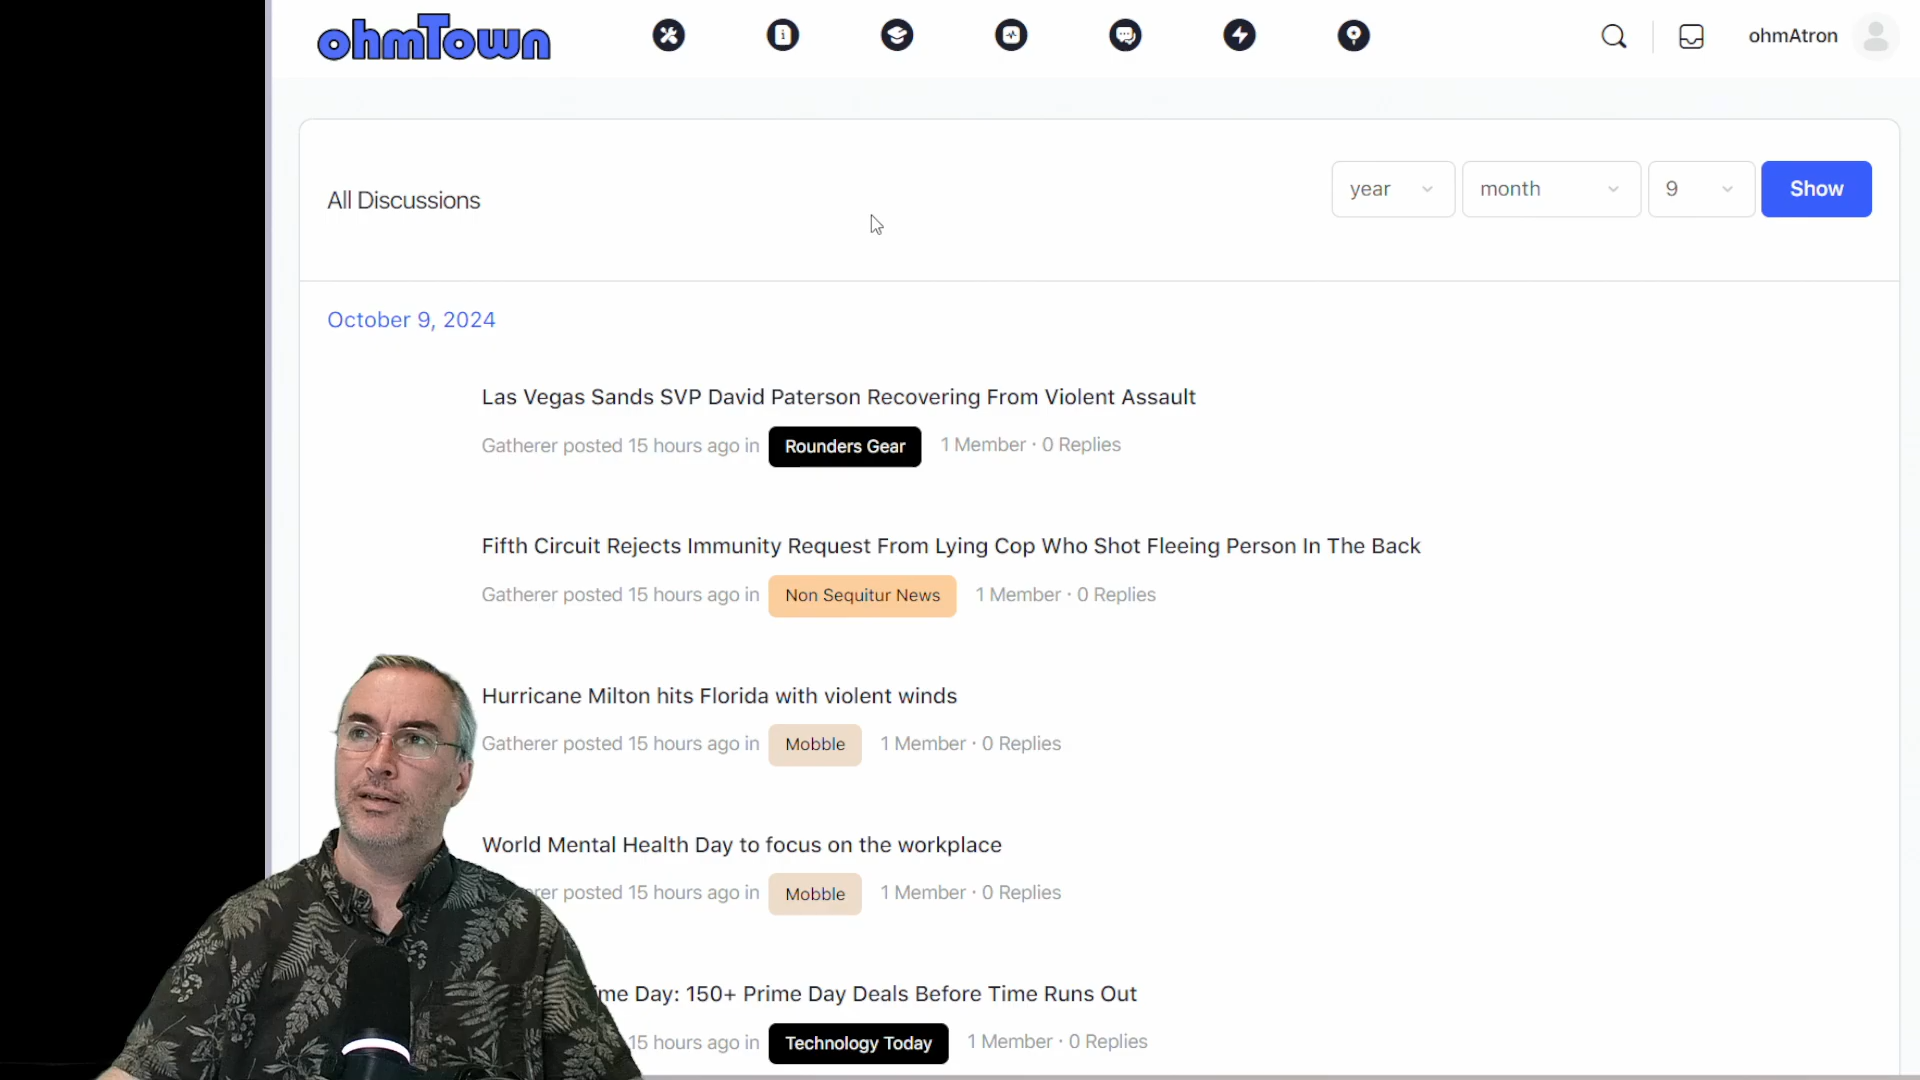 ohmTown
ohmAtron
All Discussions
year
month
9
Show
October 9, 2024
Las Vegas Sands SVP David Paterson Recovering From Violent Assault
Gatherer posted 15 hours ago in Rounders Gear 1 Member · 0 Replies
Fifth Circuit Rejects Immunity Request From Lying Cop Who Shot Fleeing Person In The Back
Gatherer posted 15 hours ago in Non Sequitur News 1 Member · 0 Replies
Hurricane Milton hits Florida with violent winds
Gatherer posted 15 hours ago in Mobble 1 Member · 0 Replies
World Mental Health Day to focus on the workplace
posted 15 hours ago in Mobble 1 Member · 0 Replies
Day: 150+ Prime Day Deals Before Time Runs Out
15 hours ago in Technology Today 1 Member · 0 Replies